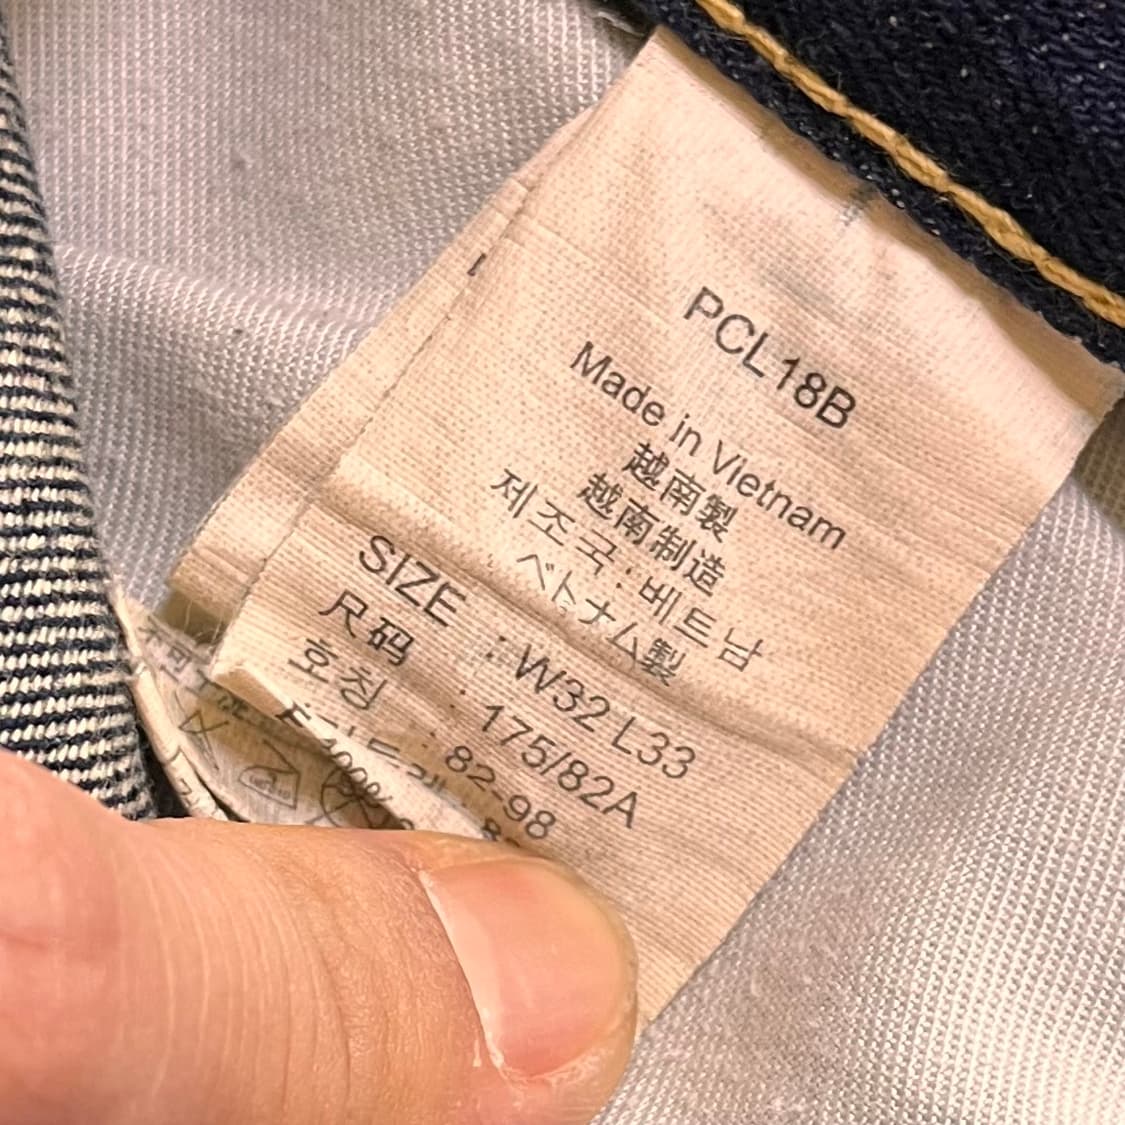 PCL18B
Made in Vietnam
越南製
越南制造
제조국:베트남
ベトナム製
SIZE : W32 L33
尺码 : 175/82A
호칭 : 82-98
100%